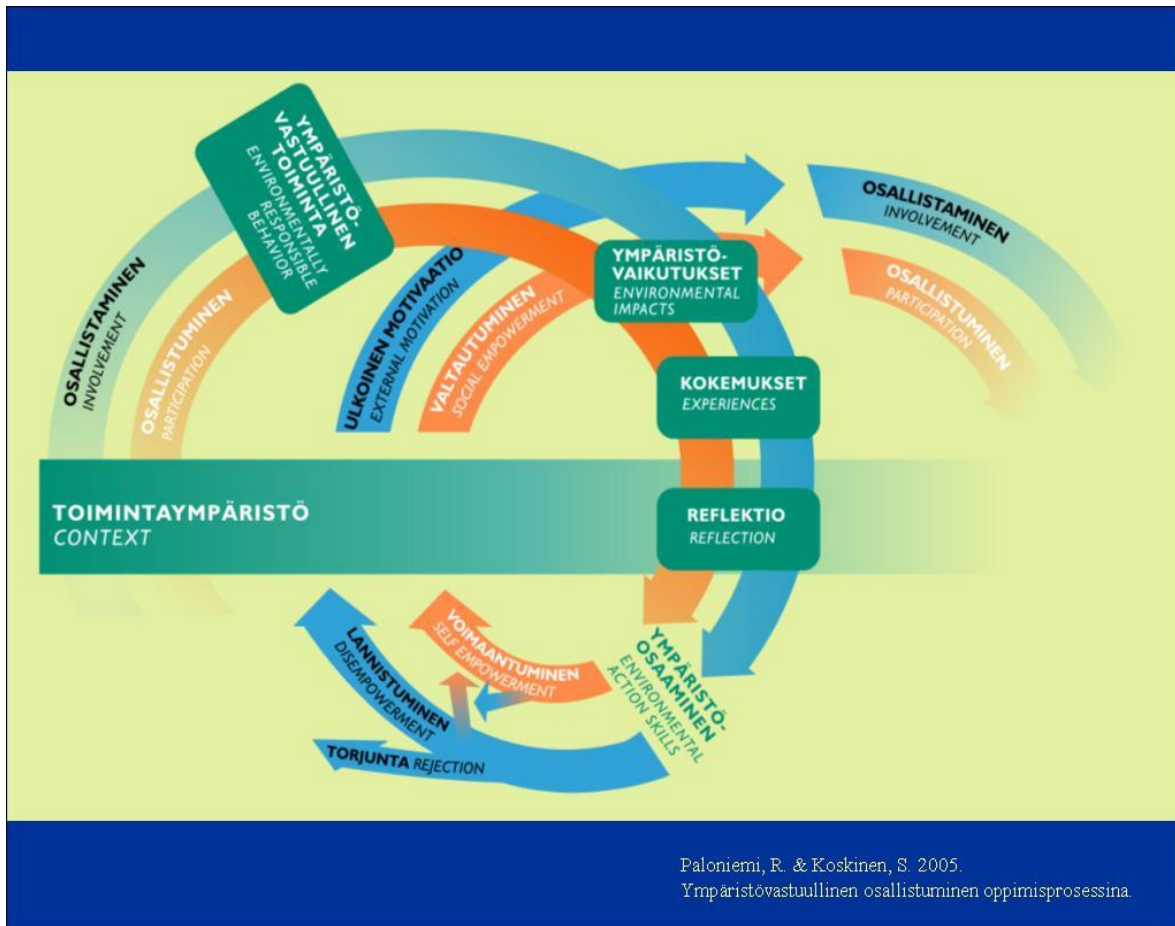 YMPÄRISTÖ-
VASTUULLINEN
TOIMINTA
ENVIRONMENTALLY
RESPONSIBLE
BEHAVIOR
OSALLISTAMINEN
INVOLVEMENT
OSALLISTUMINEN
PARTICIPATION
ULKOINEN MOTIVAATIO
EXTERNAL MOTIVATION
VALTAUTUMINEN
SOCIAL EMPOWERMENT
YMPÄRISTÖ-
VAIKUTUKSET
ENVIRONMENTAL
IMPACTS
OSALLISTAMINEN
INVOLVEMENT
OSALLISTUMINEN
PARTICIPATION
KOKEMUKSET
EXPERIENCES
TOIMINTAYMPÄRISTÖ
CONTEXT
REFLEKTIO
REFLECTION
YMPÄRISTÖ-
OSAAMINEN
ENVIRONMENTAL
ACTION SKILLS
VOIMAANTUMINEN
SELF EMPOWERMENT
LANNISTUMINEN
DISEMPOWERMENT
TORJUNTA REJECTION
Paloniemi, R. & Koskinen, S. 2005.
Ympäristövastuullinen osallistuminen oppimisprosessina.